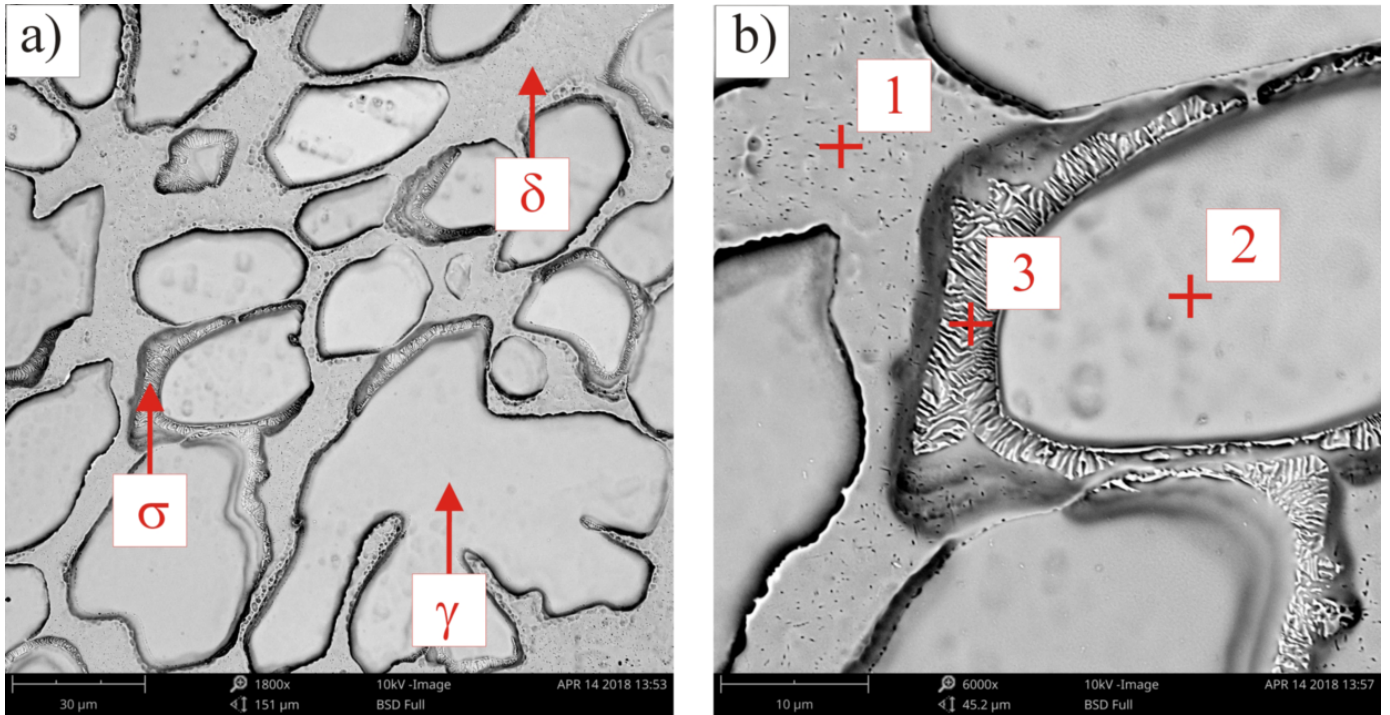 a)
δ
σ
γ
30 µm
1800x
151 µm
10kV -Image
BSD Full
APR 14 2018 13:53
b)
1
2
3
10 µm
6000x
45.2 µm
10kV -Image
BSD Full
APR 14 2018 13:57